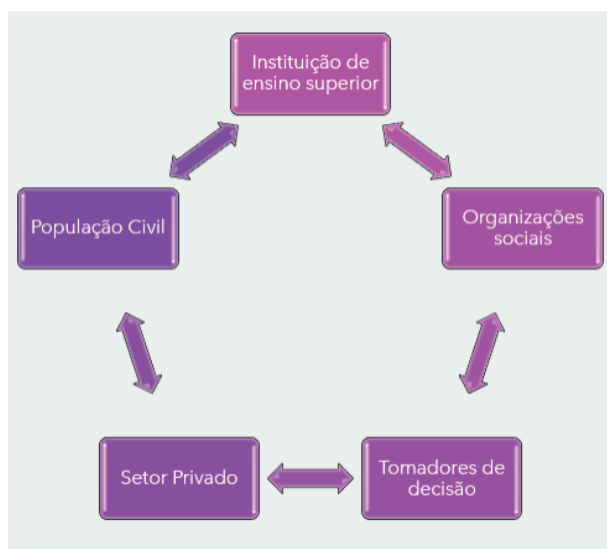 Instituição de
ensino superior
População Civil
Organizações
sociais
Setor Privado
Tomadores de
decisão